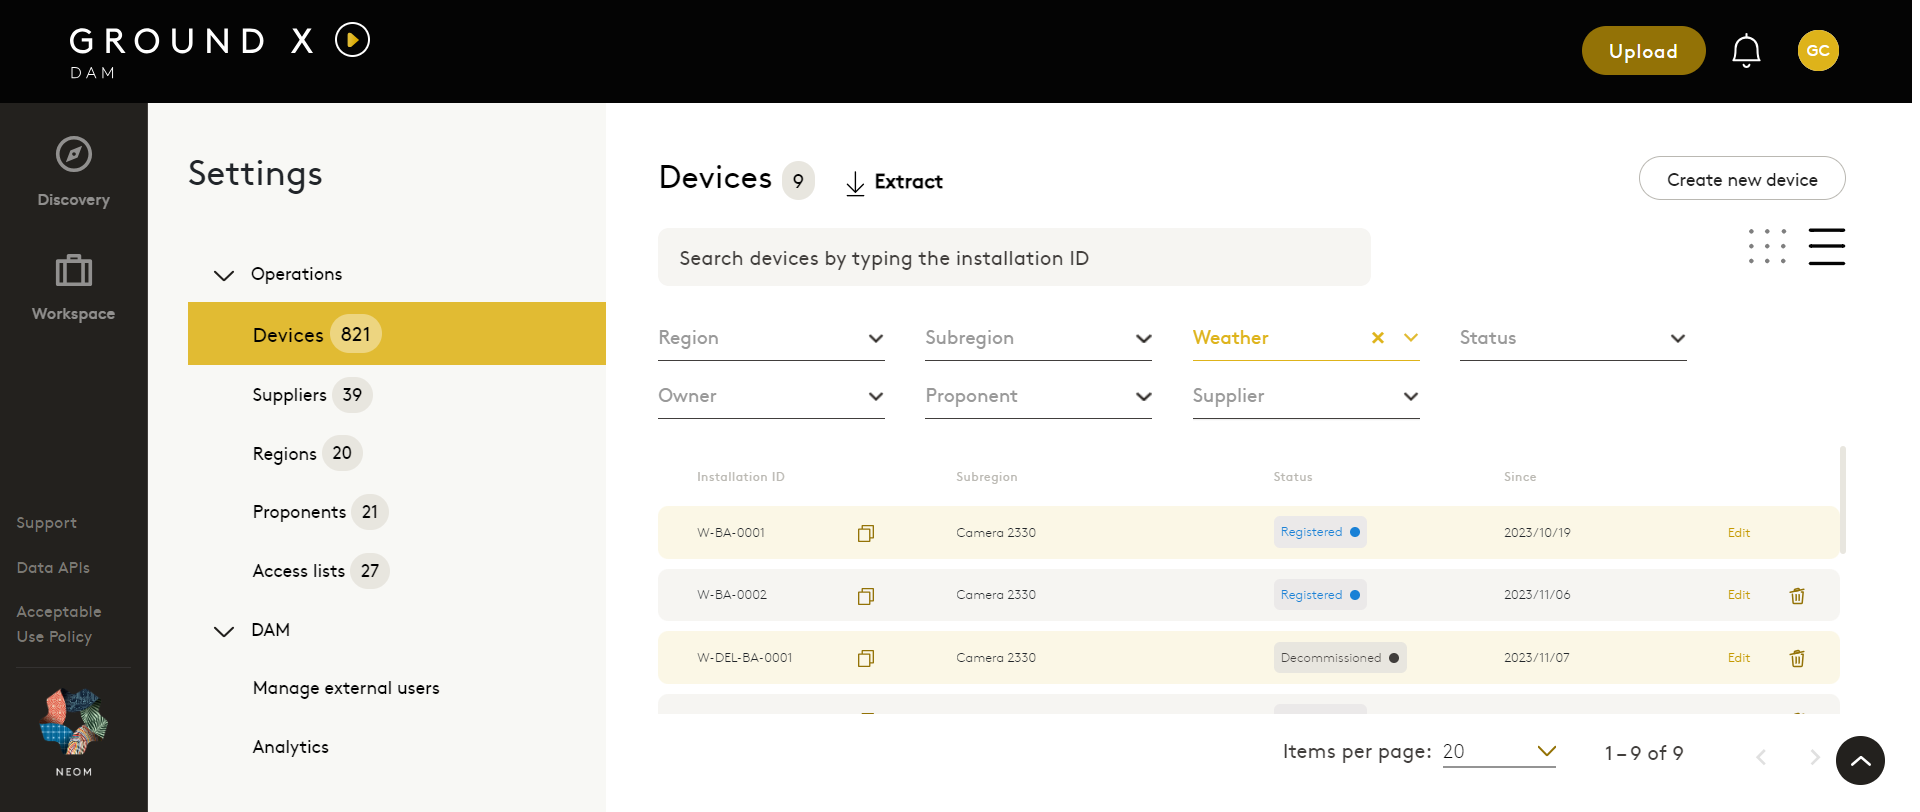 GROUND X
DAM
Upload
GC
Discovery
Workspace
Support
Data APIs
Acceptable
Use Policy
NEOM
Settings
Operations
Devices 821
Suppliers 39
Regions 20
Proponents 21
Access lists 27
DAM
Manage external users
Analytics
Devices 9 Extract
Create new device
Search devices by typing the installation ID
Region Subregion Weather Status
Owner Proponent Supplier
Installation ID Subregion Status Since
W-BA-0001 Camera 2330 Registered 2023/10/19 Edit
W-BA-0002 Camera 2330 Registered 2023/11/06 Edit
W-DEL-BA-0001 Camera 2330 Decommissioned 2023/11/07 Edit
Items per page: 20 1 – 9 of 9